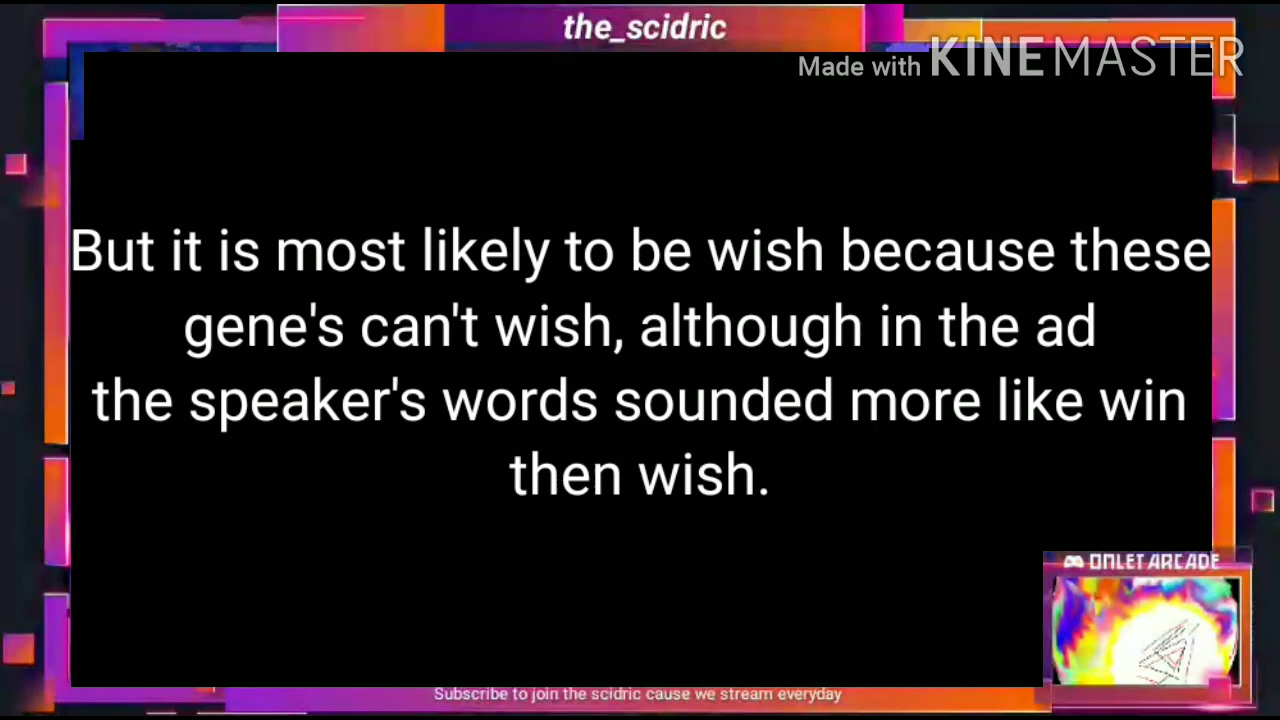 the_scidric
Made with KINEMASTER
But it is most likely to be wish because these
gene's can't wish, although in the ad
the speaker's words sounded more like win
then wish.
OMLET ARCADE
Subscribe to join the scidric cause we stream everyday